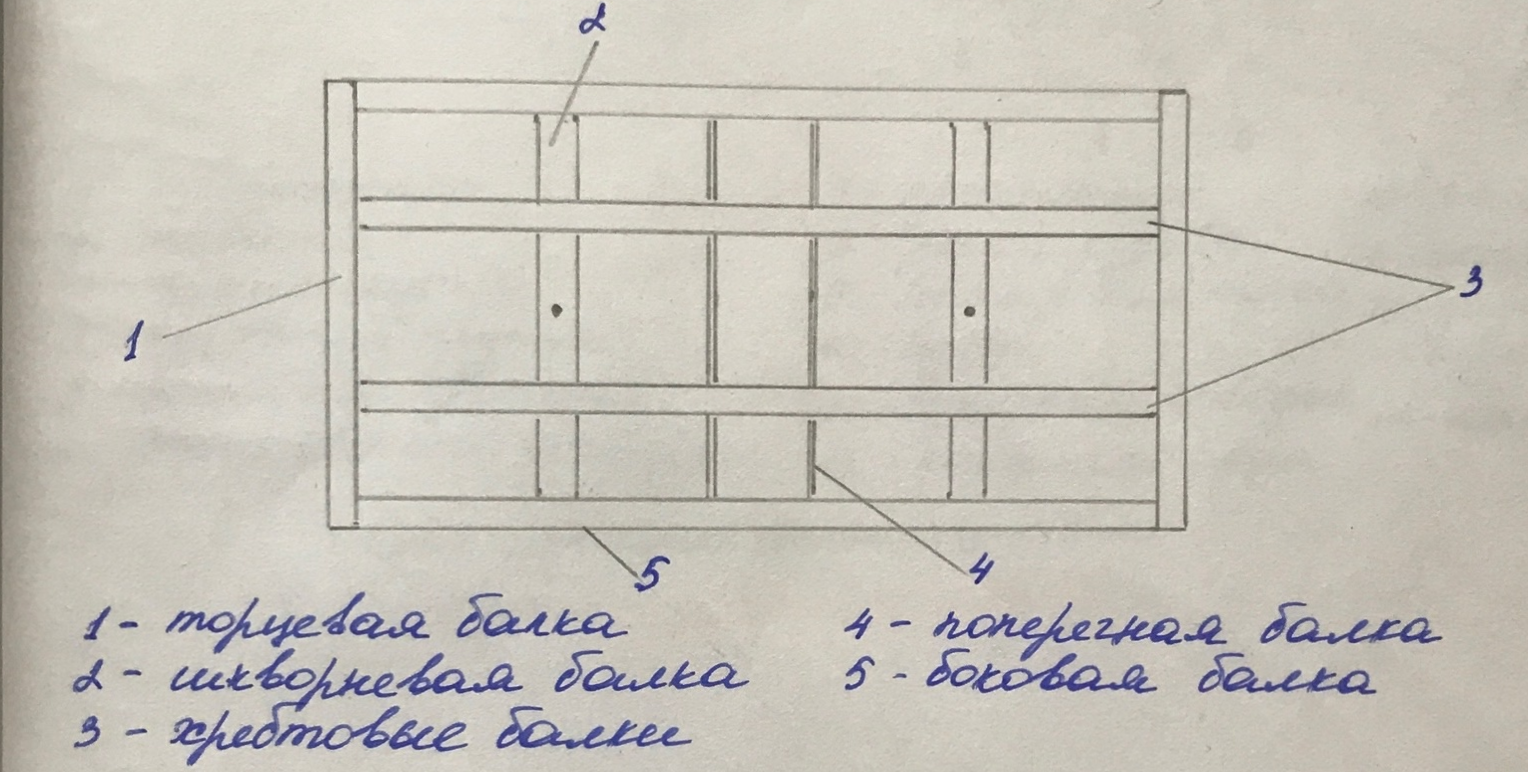 2
3
1
5
4
1 - торцевая балка
2 - шкворневая балка
3 - хребтовые балки
4 - поперечная балка
5 - боковая балка